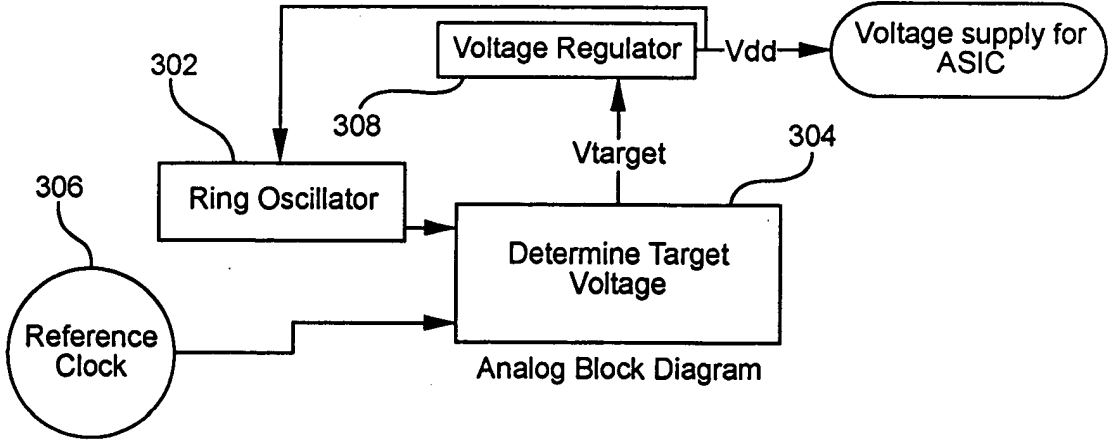 Voltage Regulator
Vdd
Voltage supply for
ASIC
302
308
Vtarget
304
306
Ring Oscillator
Determine Target
Voltage
Reference
Clock
Analog Block Diagram